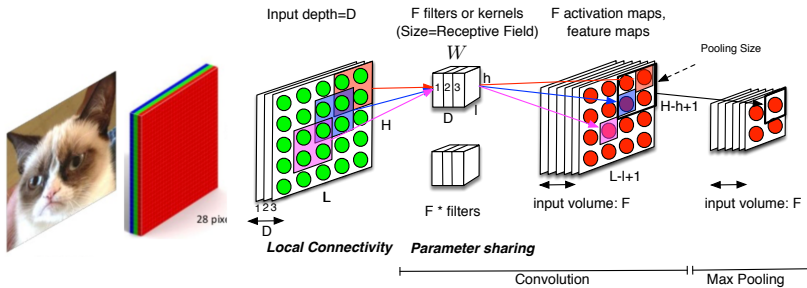 Input depth=D
F filters or kernels
(Size=Receptive Field)
F activation maps,
feature maps
W
Pooling Size
1 2 3
h
D
l
H
H-h+1
L
L-l+1
28 pixe
1 2 3
D
F * filters
input volume: F
input volume: F
Local Connectivity
Parameter sharing
Convolution
Max Pooling